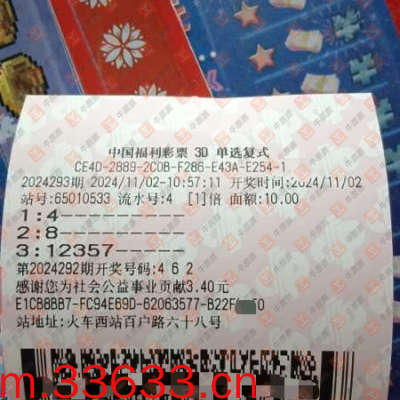 中国福利彩票 3D 单选复式
CE4D-2889-2C0B-F286-E43A-E254-1
2024293期 2024/11/02-10:57:11 开奖时间:2024/11/02
站号:65010533 流水号:4 [1]倍 面额:10.00
1:4---------
2:8---------
3:12357-----
第2024292期开奖号码:4 6 2
感谢您为社会公益事业贡献3.40元
E1CB8BB7-FC94E69D-62063577-B22F
站地址:火车西站百户路六十八号
m.33633.cn